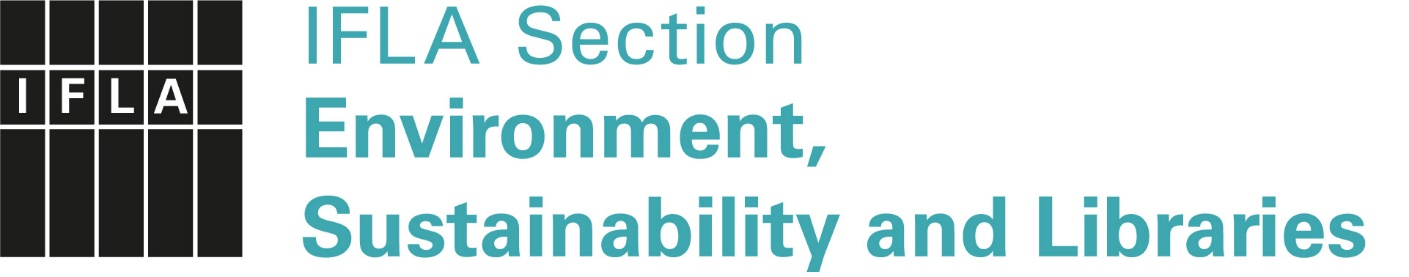 IFLA
IFLA Section
Environment,
Sustainability and Libraries